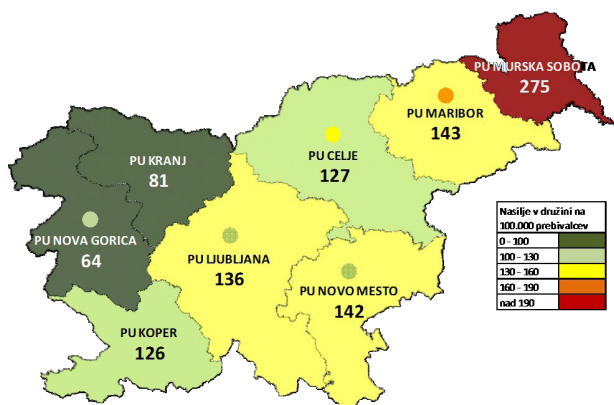 PU MURSKA SOBOTA
275
PU MARIBOR
143
PU KRANJ
81
PU CELJE
127
PU NOVA GORICA
64
PU LJUBLJANA
136
PU NOVO MESTO
142
PU KOPER
126
Nasilje v družini na
100.000 prebivalcev
0 - 100
100 - 130
130 - 160
160 - 190
nad 190